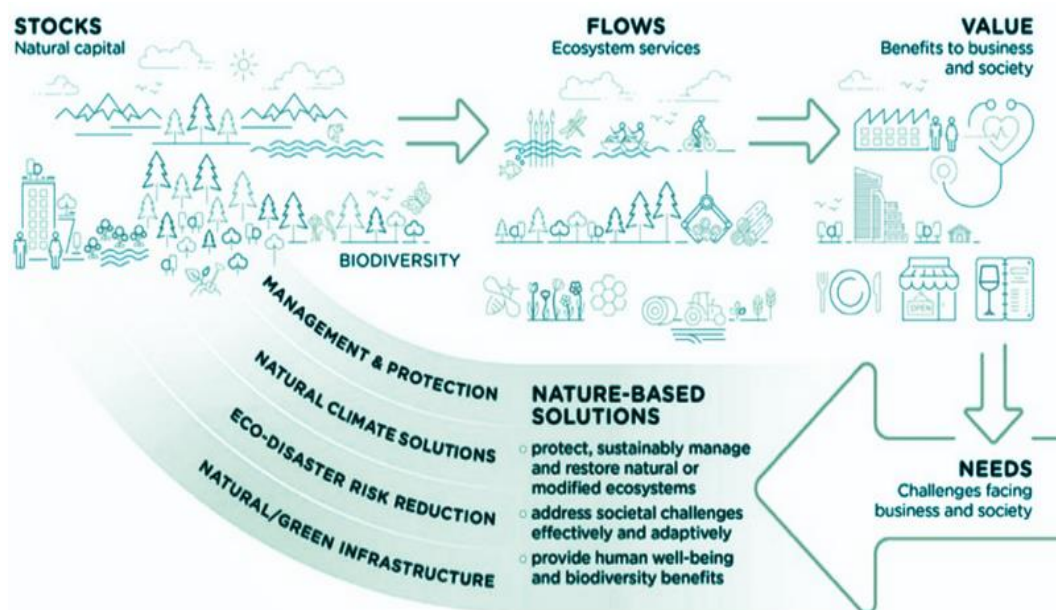 STOCKS
Natural capital
FLOWS
Ecosystem services
VALUE
Benefits to business
and society
BIODIVERSITY
OPEN
MANAGEMENT & PROTECTION
NATURAL CLIMATE SOLUTIONS
ECO-DISASTER RISK REDUCTION
NATURAL/GREEN INFRASTRUCTURE
NATURE-BASED
SOLUTIONS
protect, sustainably manage
and restore natural or
modified ecosystems
address societal challenges
effectively and adaptively
provide human well-being
and biodiversity benefits
NEEDS
Challenges facing
business and society